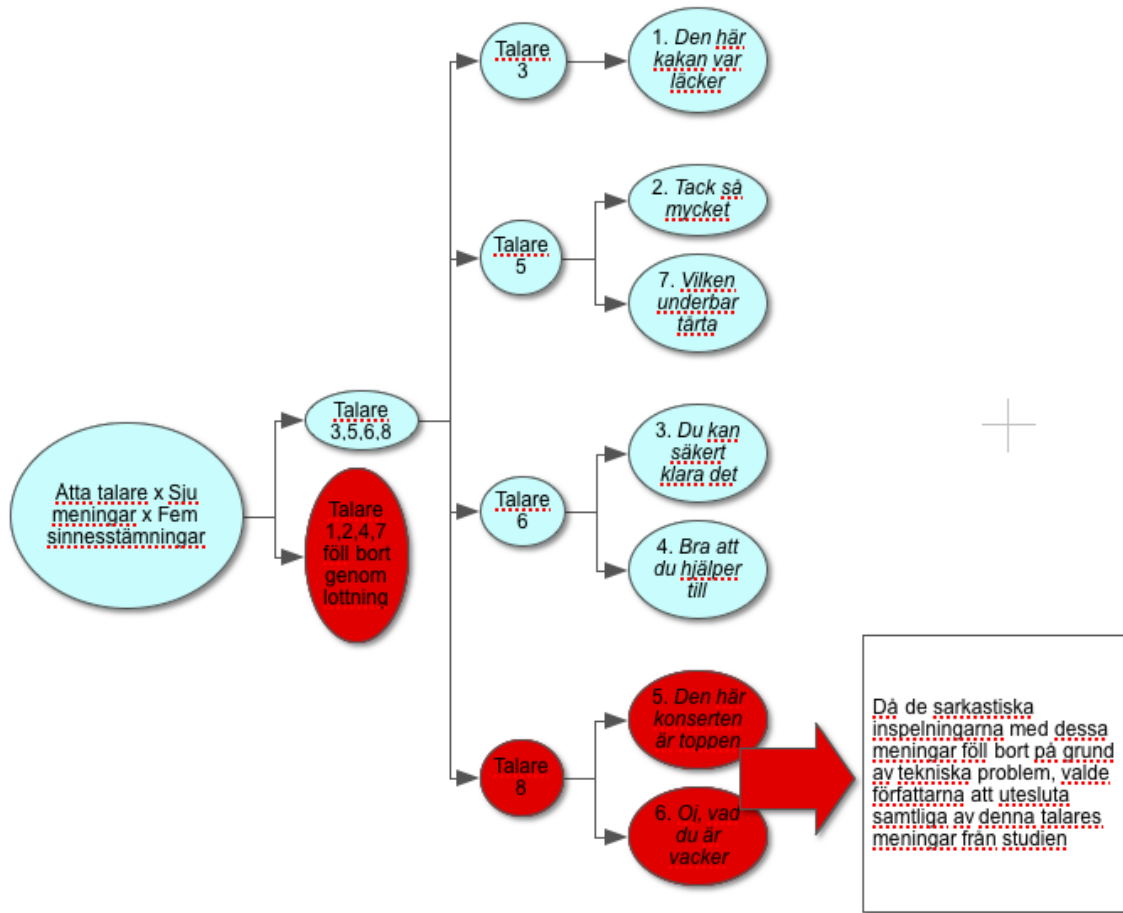 Åtta talare x Sju
meningar x Fem
sinnesstämningar
Talare
3,5,6,8
Talare
1,2,4,7
föll bort
genom
lottning
Talare
3
1. Den här
kakan var
läcker
Talare
5
2. Tack så
mycket
7. Vilken
underbar
tårta
Talare
6
3. Du kan
säkert
klara det
4. Bra att
du hjälper
till
Talare
8
5. Den här
konserten
är toppen
6. Oj, vad
du är
vacker
Då de sarkastiska
inspelningarna med dessa
meningar föll bort på grund
av tekniska problem, valde
författarna att utesluta
samtliga av denna talares
meningar från studien